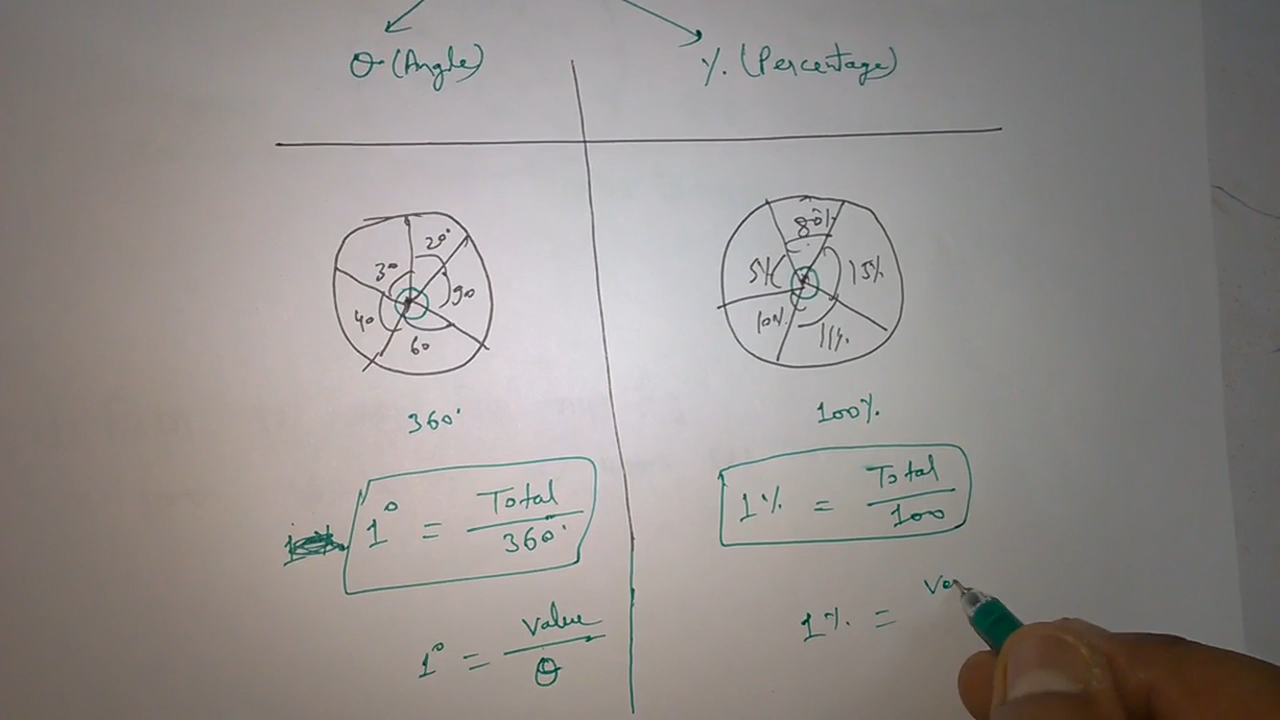 θ (Angle)
% (Percentage)
20°
30
90
40
60
360°
1° = Total / 360°
1° = Value / θ
80%
5%
15%
10%
11%
100%
1% = Total / 100
1% = Va